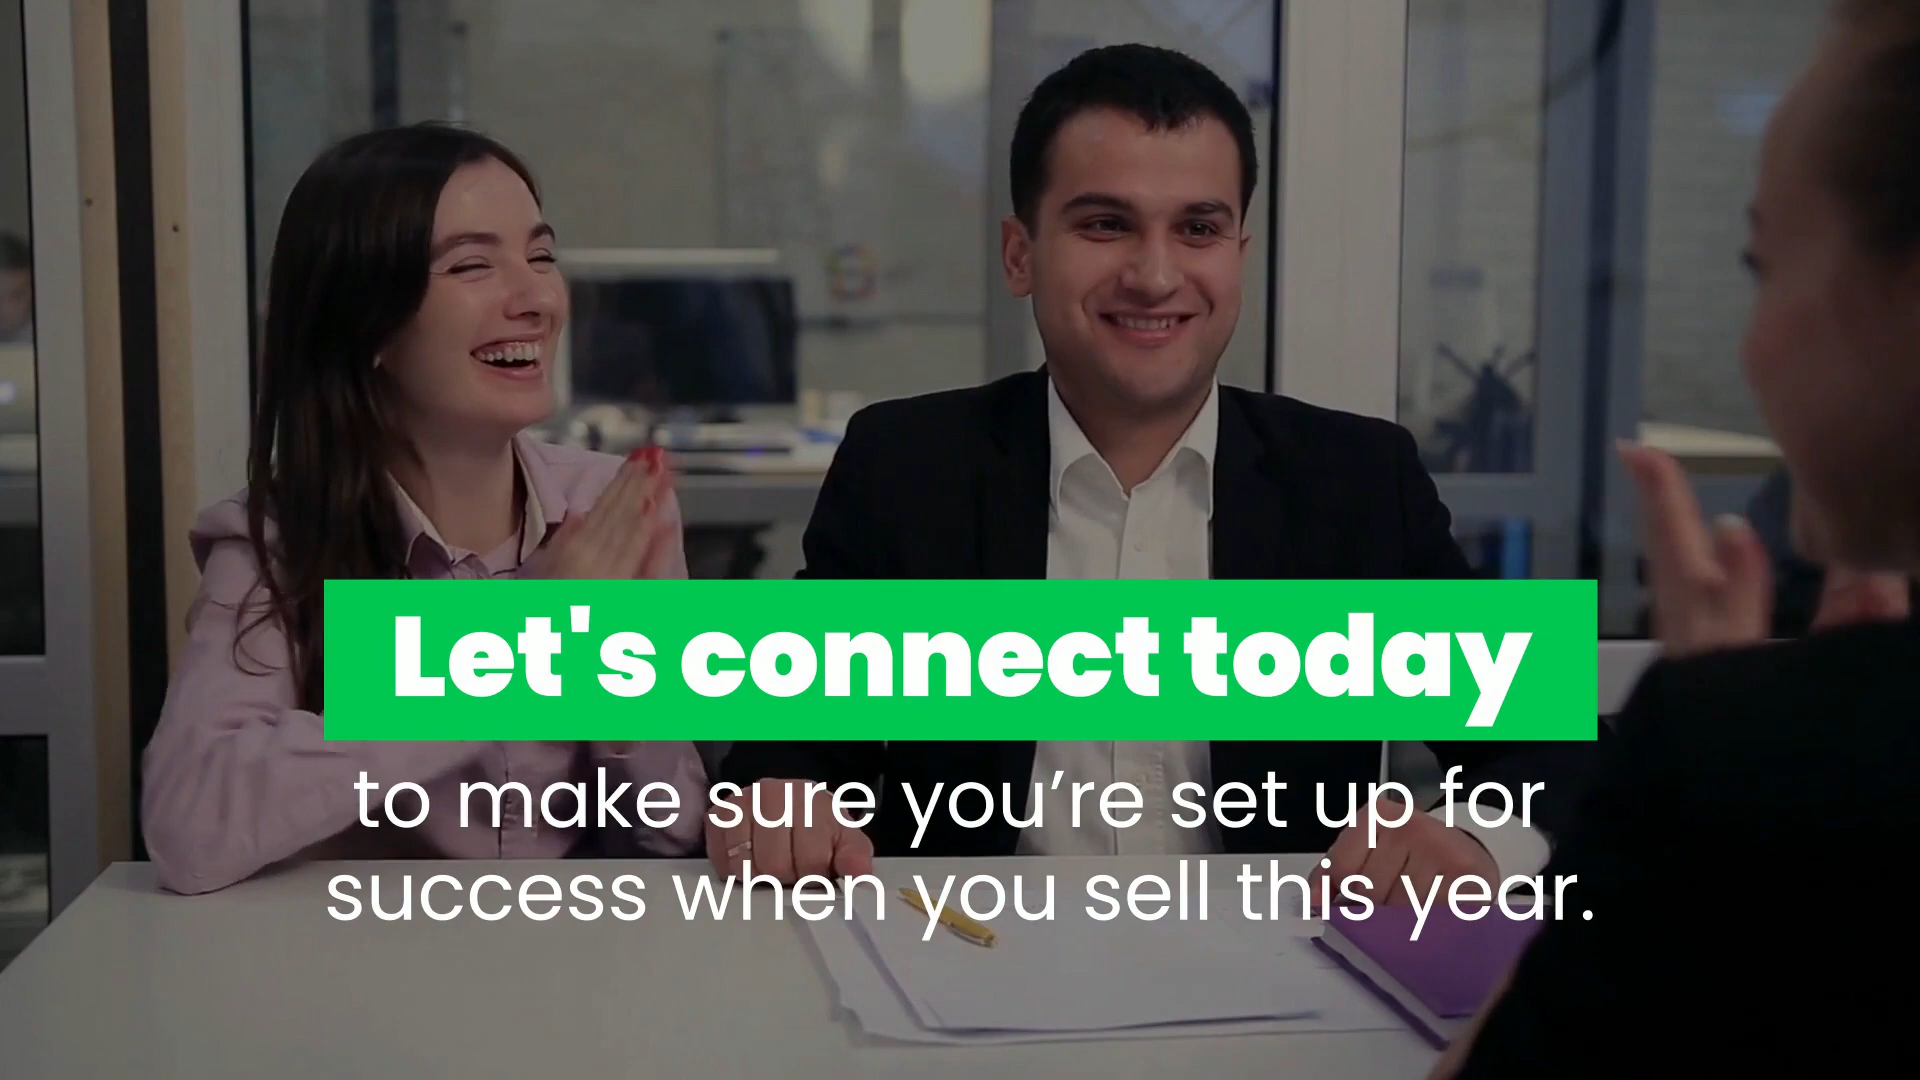 Let's connect today
to make sure you’re set up for
success when you sell this year.